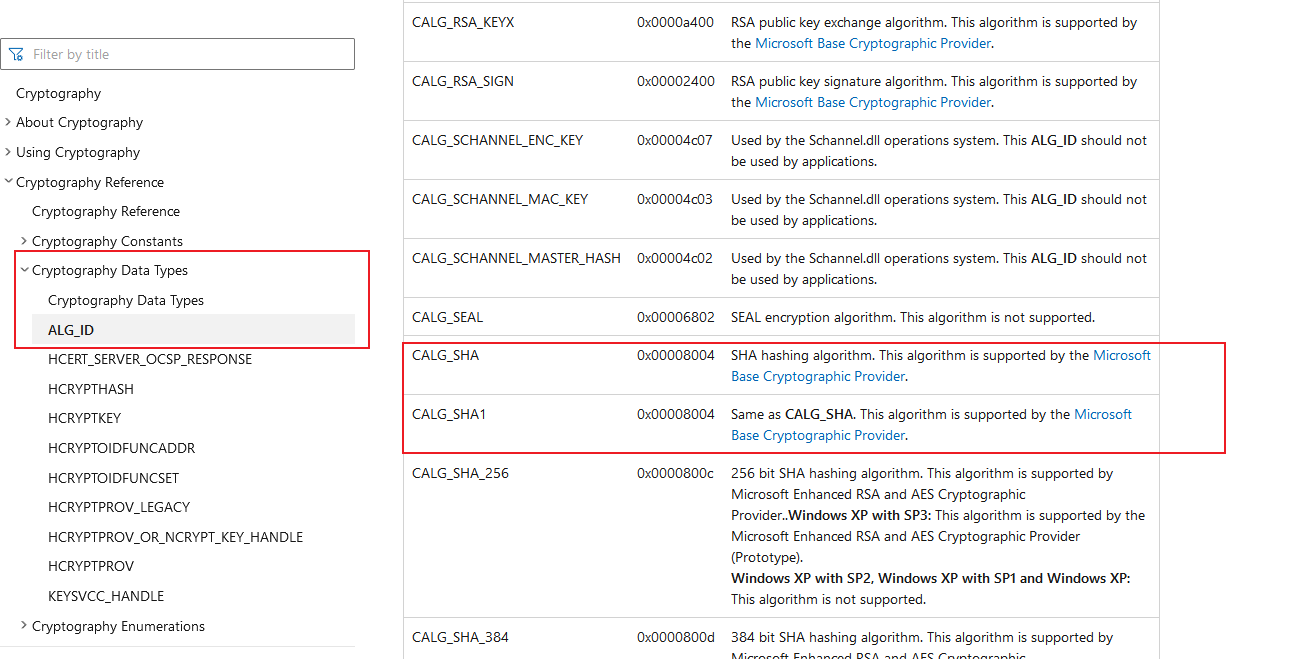 Filter by title
Cryptography
About Cryptography
Using Cryptography
Cryptography Reference
Cryptography Reference
Cryptography Constants
Cryptography Data Types
Cryptography Data Types
ALG_ID
HCERT_SERVER_OCSP_RESPONSE
HCRYPTHASH
HCRYPTKEY
HCRYPTOIDFUNCADDR
HCRYPTOIDFUNCSET
HCRYPTPROV_LEGACY
HCRYPTPROV_OR_NCRYPT_KEY_HANDLE
HCRYPTPROV
KEYSVCC_HANDLE
Cryptography Enumerations
CALG_RSA_KEYX 0x0000a400 RSA public key exchange algorithm. This algorithm is supported by
the Microsoft Base Cryptographic Provider.
CALG_RSA_SIGN 0x00002400 RSA public key signature algorithm. This algorithm is supported by
the Microsoft Base Cryptographic Provider.
CALG_SCHANNEL_ENC_KEY 0x00004c07 Used by the Schannel.dll operations system. This ALG_ID should not
be used by applications.
CALG_SCHANNEL_MAC_KEY 0x00004c03 Used by the Schannel.dll operations system. This ALG_ID should not
be used by applications.
CALG_SCHANNEL_MASTER_HASH 0x00004c02 Used by the Schannel.dll operations system. This ALG_ID should not
be used by applications.
CALG_SEAL 0x00006802 SEAL encryption algorithm. This algorithm is not supported.
CALG_SHA 0x00008004 SHA hashing algorithm. This algorithm is supported by the Microsoft
Base Cryptographic Provider.
CALG_SHA1 0x00008004 Same as CALG_SHA. This algorithm is supported by the Microsoft
Base Cryptographic Provider.
CALG_SHA_256 0x0000800c 256 bit SHA hashing algorithm. This algorithm is supported by
Microsoft Enhanced RSA and AES Cryptographic
Provider..Windows XP with SP3: This algorithm is supported by the
Microsoft Enhanced RSA and AES Cryptographic Provider
(Prototype).
Windows XP with SP2, Windows XP with SP1 and Windows XP:
This algorithm is not supported.
CALG_SHA_384 0x0000800d 384 bit SHA hashing algorithm. This algorithm is supported by
Microsoft Enhanced RSA and AES Cryptographic